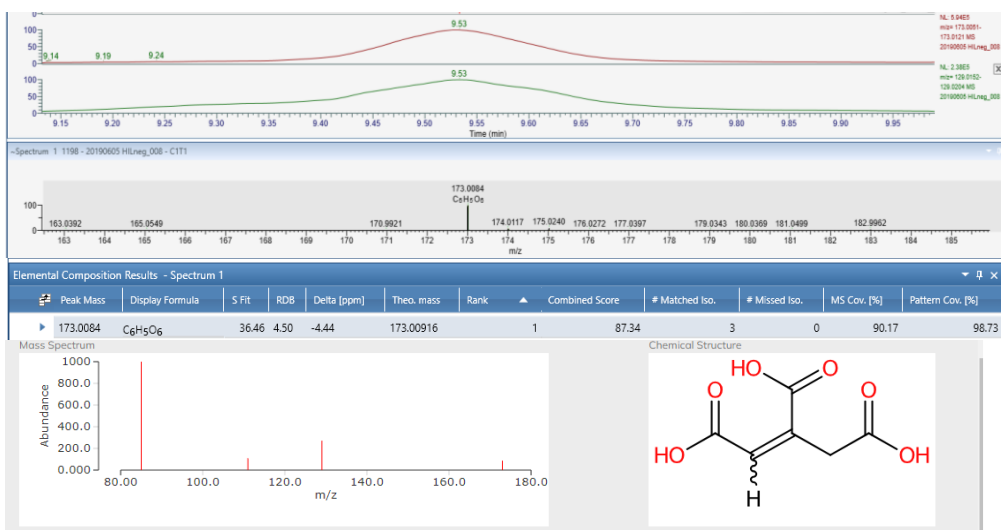 0
9.53
100
50
0
9.14 9.19 9.24
NL: 5.94E5
m/z= 173.0051-
173.0121 MS
20190605 HILneg_008
9.53
100
50
0
NL: 2.38E5
m/z= 129.0152-
129.0204 MS
20190605 HILneg_008
X
9.15 9.20 9.25 9.30 9.35 9.40 9.45 9.50 9.55 9.60 9.65 9.70 9.75 9.80 9.85 9.90 9.95
Time (min)
~Spectrum 1 1198 - 20190605 HILneg_008 - C1T1
173.0084
C₆H₅O₆
100
0
163.0392 165.0549 170.9921 174.0117 175.0240 176.0272 177.0397 179.0343 180.0369 181.0499 182.9962
163 164 165 166 167 168 169 170 171 172 173 174 175 176 177 178 179 180 181 182 183 184 185
m/z
Elemental Composition Results - Spectrum 1
Peak Mass Display Formula S Fit RDB Delta [ppm] Theo. mass Rank Combined Score # Matched Iso. # Missed Iso. MS Cov. [%] Pattern Cov. [%]
173.0084 C₆H₅O₆ 36.46 4.50 -4.44 173.00916 1 87.34 3 0 90.17 98.73
Mass Spectrum
1000
800.0
600.0
400.0
200.0
0.000
Abundance
80.00 100.0 120.0 140.0 160.0 180.0
m/z
Chemical Structure
HO O
O O
HO OH
H